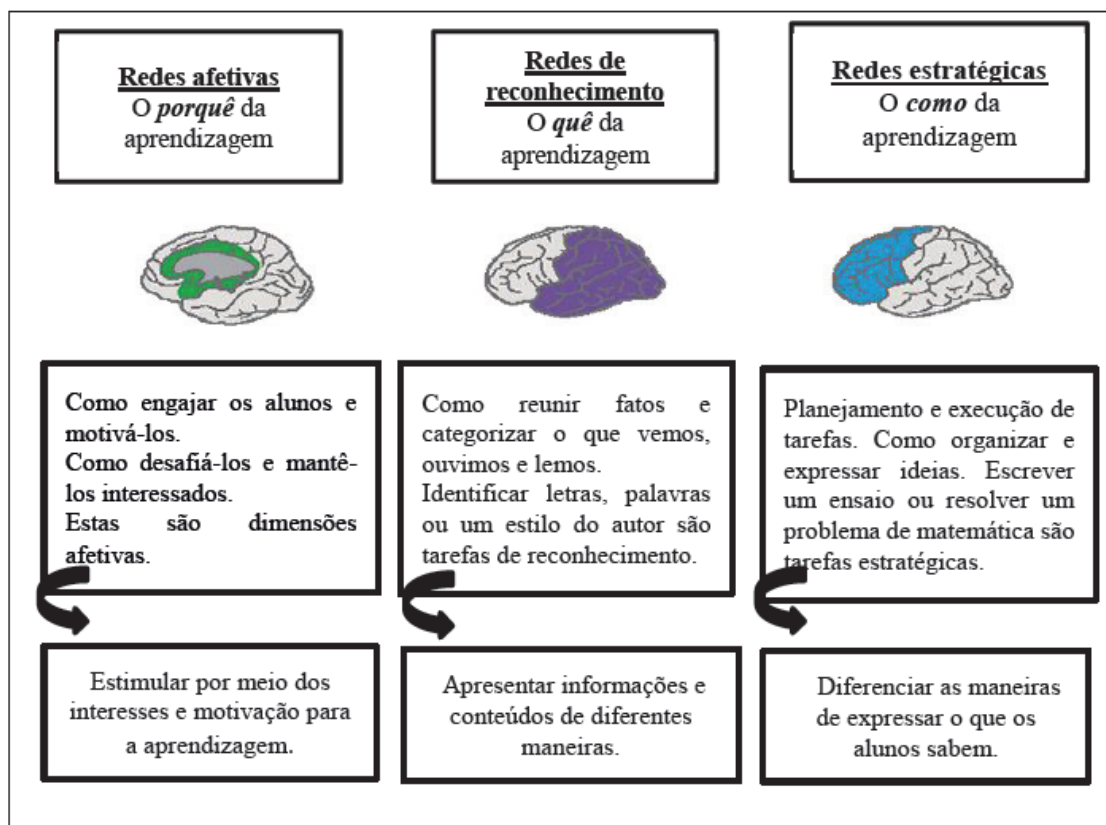 Redes afetivas
O porquê da
aprendizagem
Redes de
reconhecimento
O quê da
aprendizagem
Redes estratégicas
O como da
aprendizagem
Como engajar os alunos e
motivá-los.
Como desafiá-los e mantê-
los interessados.
Estas são dimensões
afetivas.
Como reunir fatos e
categorizar o que vemos,
ouvimos e lemos.
Identificar letras, palavras
ou um estilo do autor são
tarefas de reconhecimento.
Planejamento e execução de
tarefas. Como organizar e
expressar ideias. Escrever
um ensaio ou resolver um
problema de matemática são
tarefas estratégicas.
Estimular por meio dos
interesses e motivação para
a aprendizagem.
Apresentar informações e
conteúdos de diferentes
maneiras.
Diferenciar as maneiras
de expressar o que os
alunos sabem.